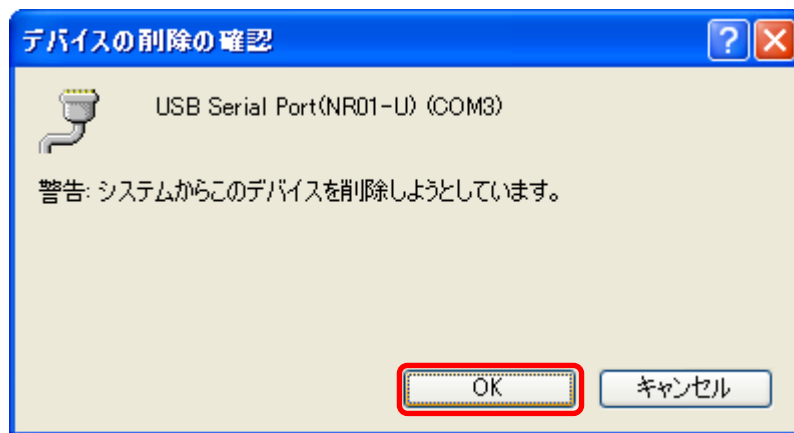 デバイスの削除の確認
USB Serial Port(NR01-U) (COM3)
警告: システムからこのデバイスを削除しようとしています。
OK
キャンセル